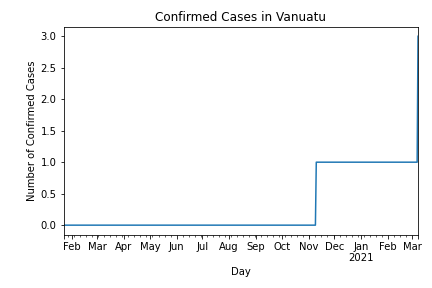 Confirmed Cases in Vanuatu
Number of Confirmed Cases
3.0
2.5
2.0
1.5
1.0
0.5
0.0
Feb Mar Apr May Jun Jul Aug Sep Oct Nov Dec Jan Feb Mar
2021
Day